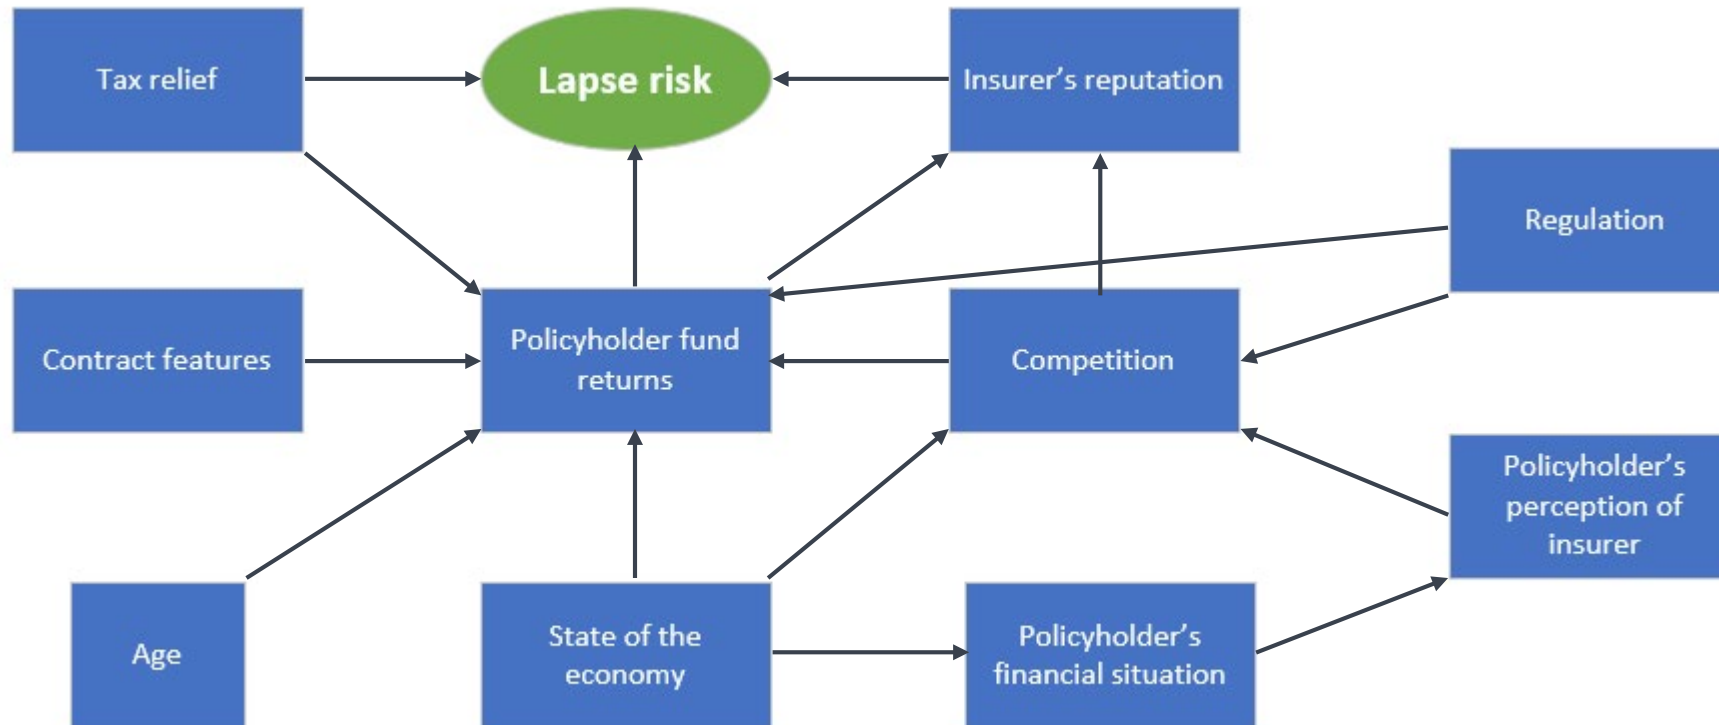 Tax relief
Lapse risk
Insurer’s reputation
Regulation
Contract features
Policyholder fund
returns
Competition
Policyholder’s
perception of
insurer
Age
State of the
economy
Policyholder’s
financial situation